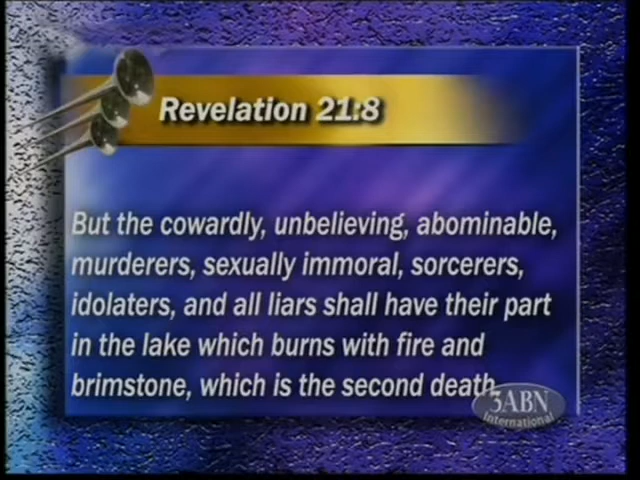 Revelation 21:8
But the cowardly, unbelieving, abominable,
murderers, sexually immoral, sorcerers,
idolaters, and all liars shall have their part
in the lake which burns with fire and
brimstone, which is the second death
3ABN
International